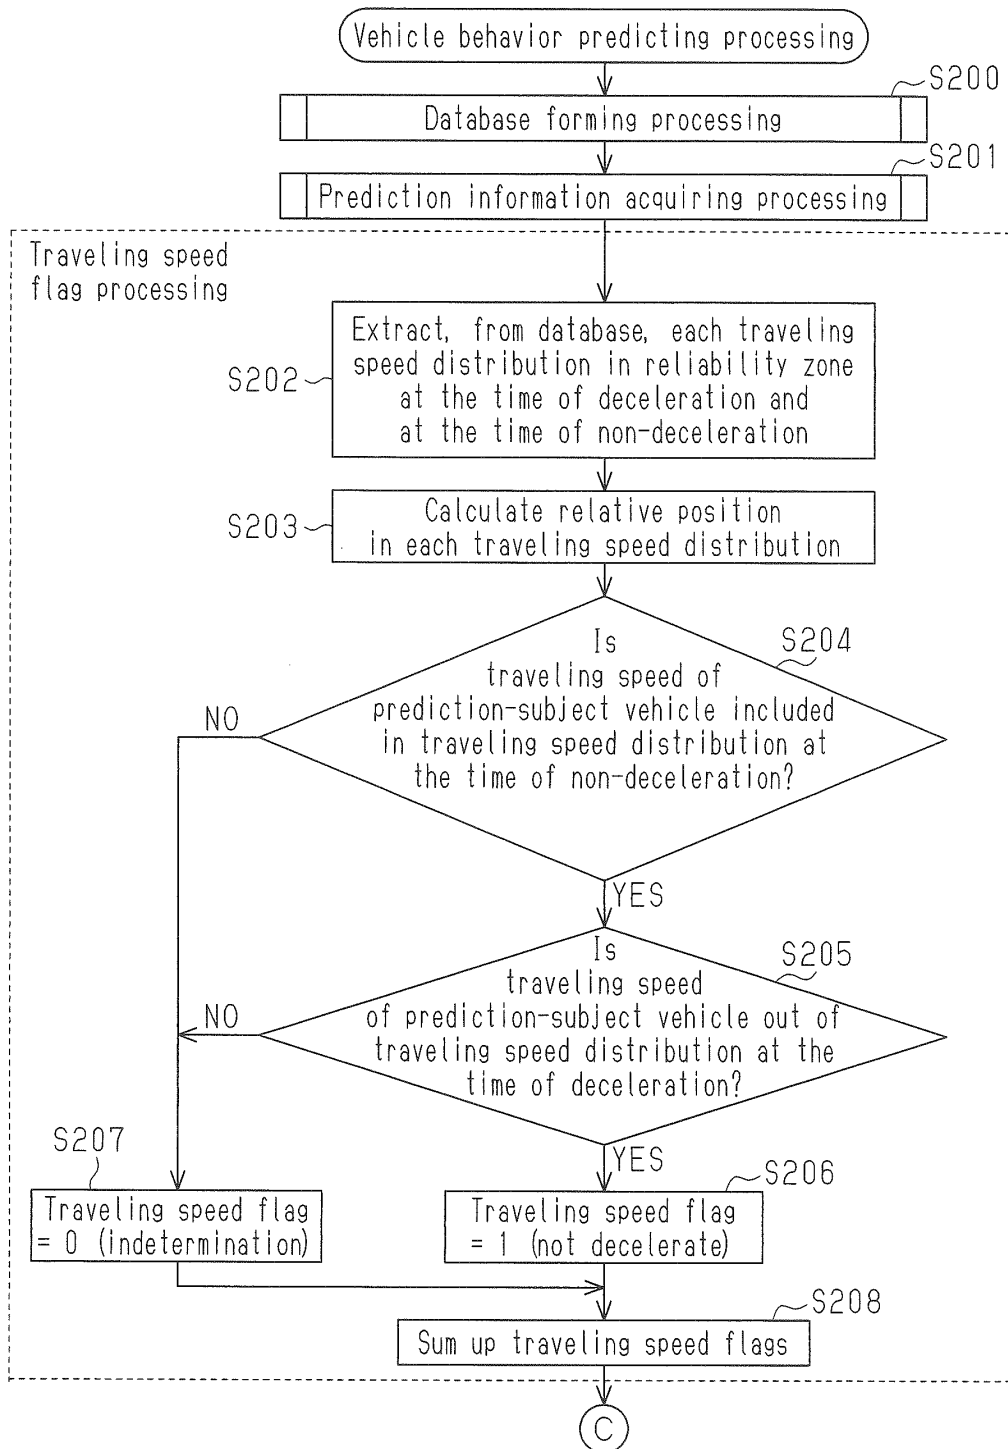 Vehicle behavior predicting processing
S200
Database forming processing
S201
Prediction information acquiring processing
Traveling speed
flag processing
Extract, from database, each traveling
speed distribution in reliability zone
at the time of deceleration and
at the time of non-deceleration
S202
Calculate relative position
in each traveling speed distribution
S203
Is
traveling speed of
prediction-subject vehicle included
in traveling speed distribution at
the time of non-deceleration?
S204
NO
YES
Is
traveling speed
of prediction-subject vehicle out of
traveling speed distribution at the
time of deceleration?
S205
NO
YES
S207
Traveling speed flag
= 0 (indetermination)
S206
Traveling speed flag
= 1 (not decelerate)
S208
Sum up traveling speed flags
C